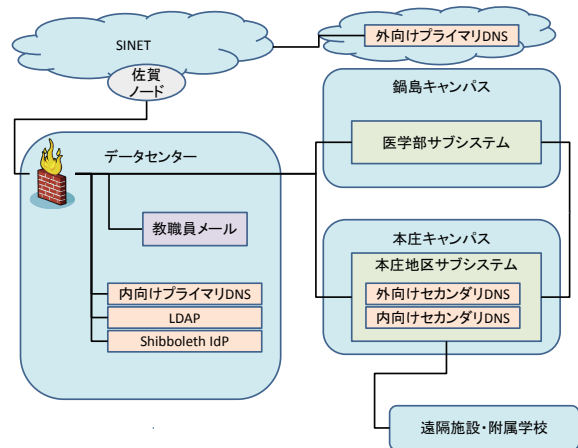 SINET
外向けプライマリDNS
佐賀
ノード
鍋島キャンパス
データセンター
医学部サブシステム
教職員メール
本庄キャンパス
本庄地区サブシステム
内向けプライマリDNS
外向けセカンダリDNS
LDAP
内向けセカンダリDNS
Shibboleth IdP
遠隔施設・附属学校